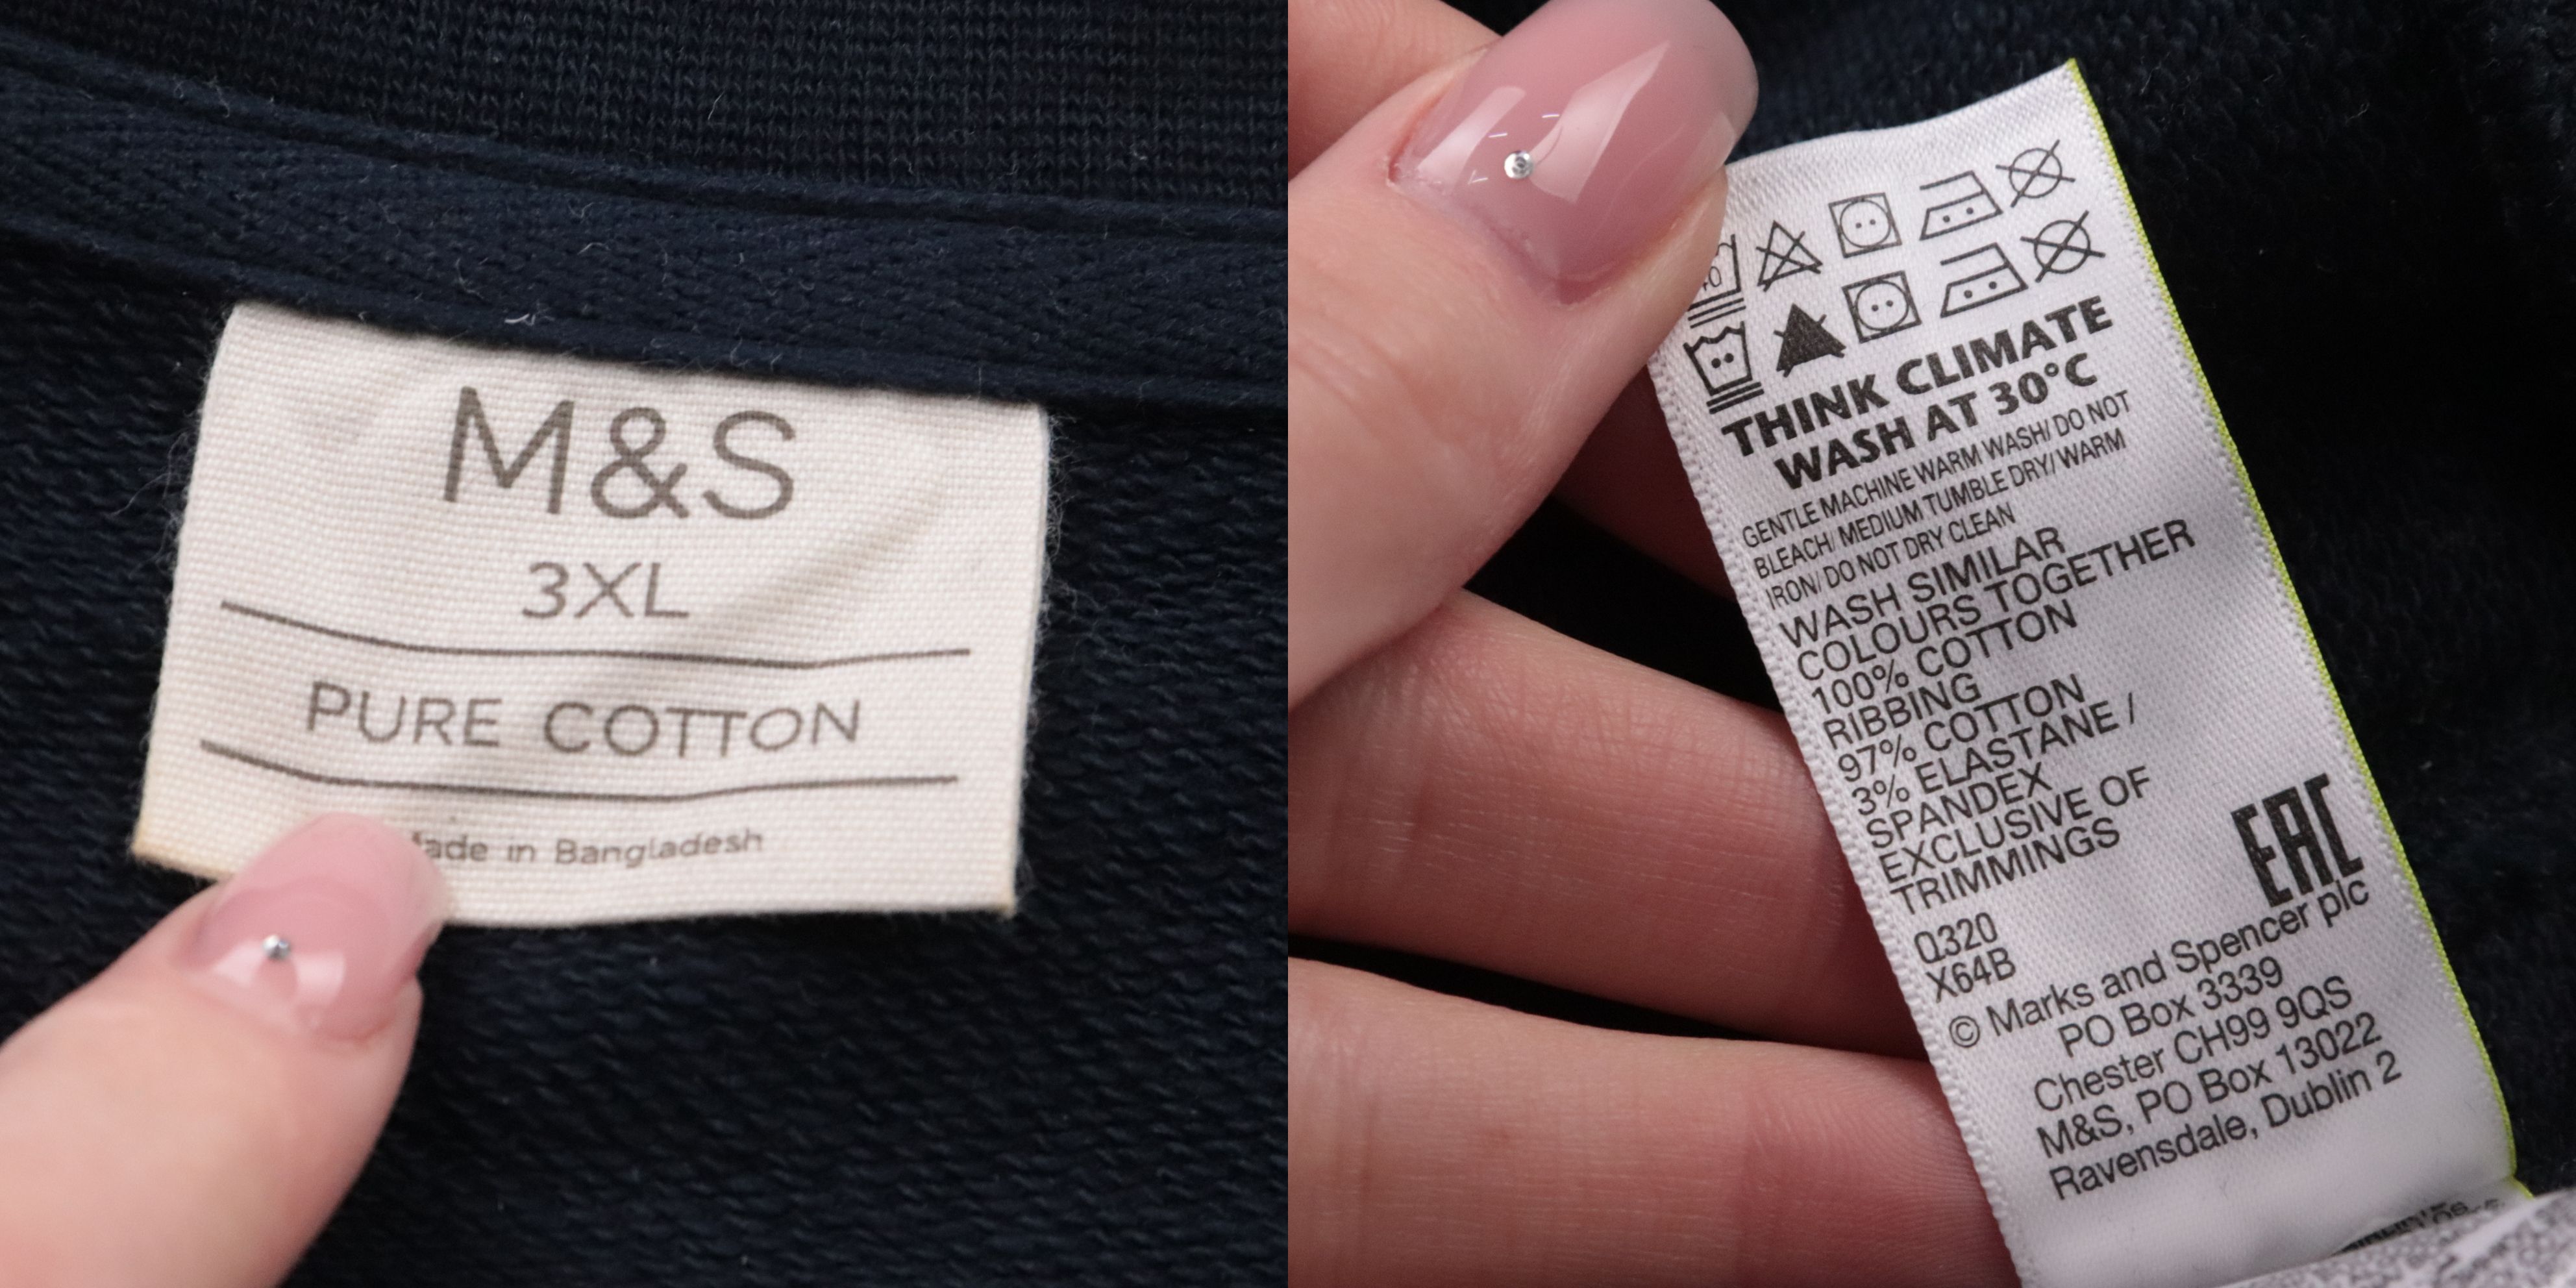 M&S
3XL
PURE COTTON
Made in Bangladesh
40
THINK CLIMATE
WASH AT 30°C
GENTLE MACHINE WARM WASH/ DO NOT
BLEACH/ MEDIUM TUMBLE DRY/ WARM
IRON/ DO NOT DRY CLEAN
WASH SIMILAR
COLOURS TOGETHER
100% COTTON
RIBBING
97% COTTON
3% ELASTANE /
SPANDEX
EXCLUSIVE OF
TRIMMINGS
EAC
Q320
X64B
© Marks and Spencer plc
PO Box 3339
Chester CH99 9QS
M&S, PO Box 13022
Ravensdale, Dublin 2